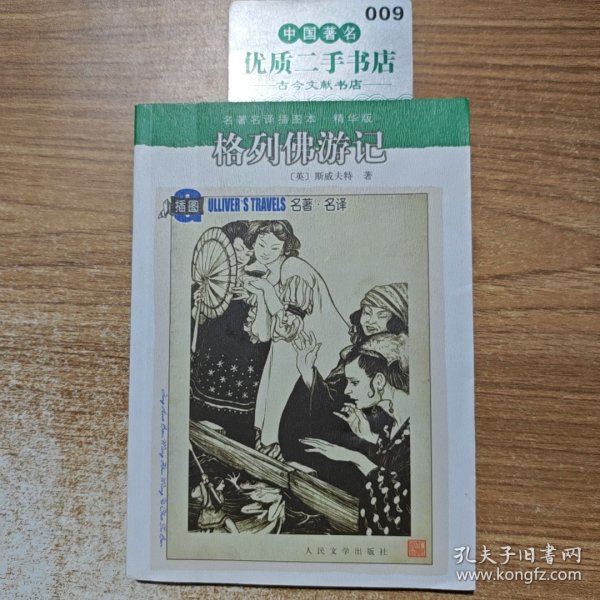 009
中国著名
优质二手书店
古今文献书店
名著名译插图本 精华版
格列佛游记
〔英〕斯威夫特 著
插图 GULLIVER'S TRAVELS 名著·名译
人民文学出版社
孔夫子旧书网
www.kongfz.com